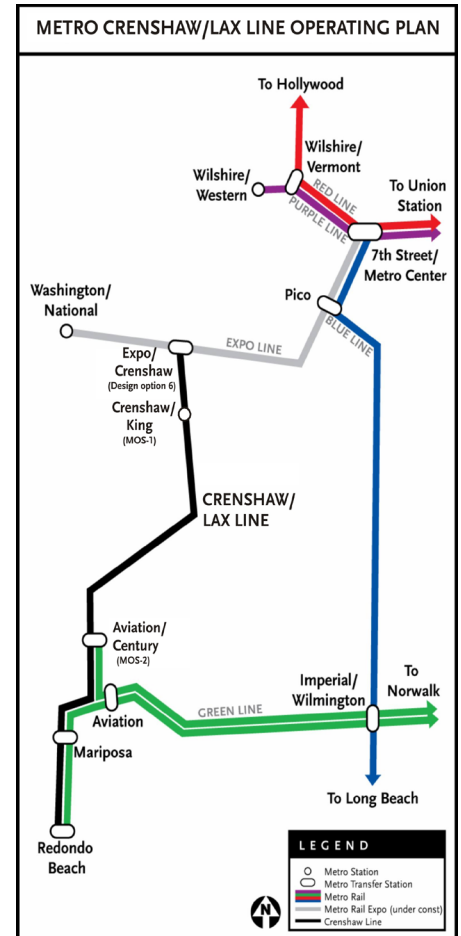 METRO CRENSHAW/LAX LINE OPERATING PLAN
To Hollywood
Wilshire/
Vermont
Wilshire/
Western
RED LINE
PURPLE LINE
To Union
Station
7th Street/
Metro Center
Washington/
National
Pico
BLUE LINE
EXPO LINE
Expo/
Crenshaw
(Design option 6)
Crenshaw/
King
(MOS-1)
CRENSHAW/
LAX LINE
Aviation/
Century
(MOS-2)
Imperial/
Wilmington
To
Norwalk
GREEN LINE
Aviation
Mariposa
To Long Beach
Redondo
Beach
LEGEND
Metro Station
Metro Transfer Station
Metro Rail
Metro Rail Expo (under const)
Crenshaw Line
N